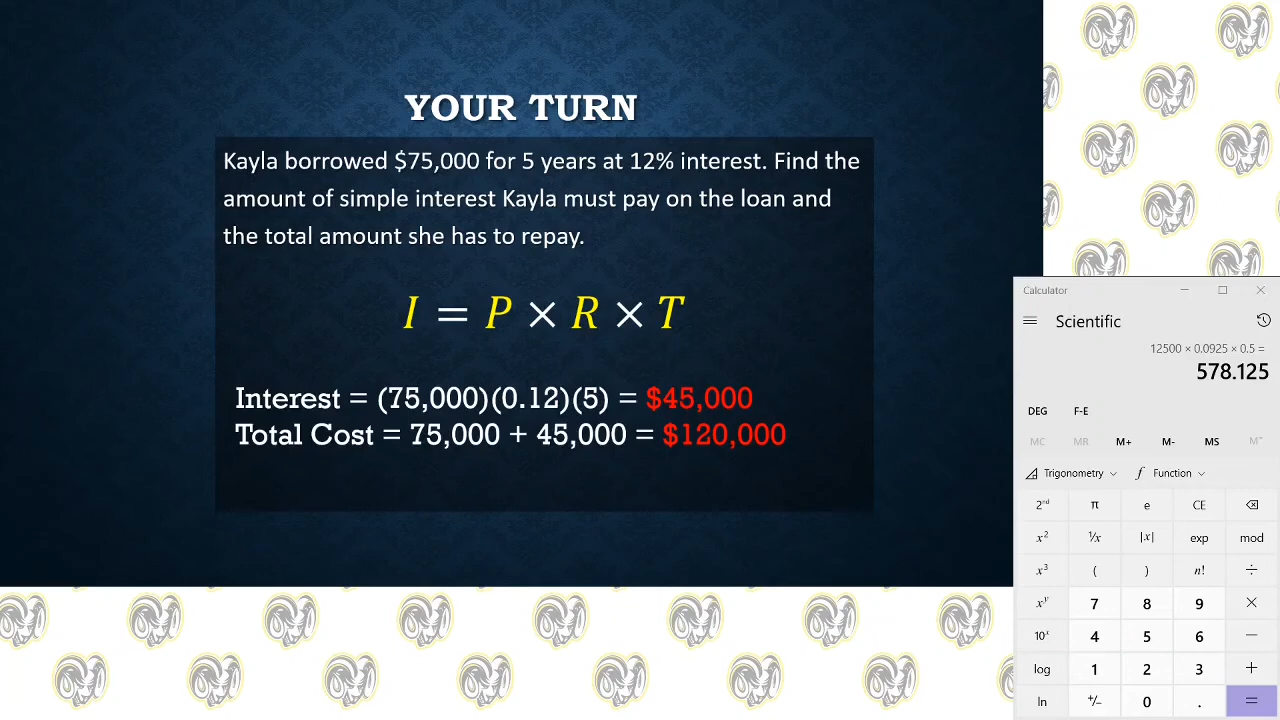 YOUR TURN
Kayla borrowed $75,000 for 5 years at 12% interest. Find the
amount of simple interest Kayla must pay on the loan and
the total amount she has to repay.
I = P × R × T
Interest = (75,000)(0.12)(5) = $45,000
Total Cost = 75,000 + 45,000 = $120,000
Calculator
Scientific
12500 × 0.0925 × 0.5 =
578.125
DEG F-E
MC MR M+ M- MS M˅
Trigonometry f Function
2ⁿᵈ π e CE
x² ¹/x |x| exp mod
x³ ( ) n! ÷
xʸ 7 8 9 ×
10ˣ 4 5 6 −
log 1 2 3 +
ln +/- 0 . =